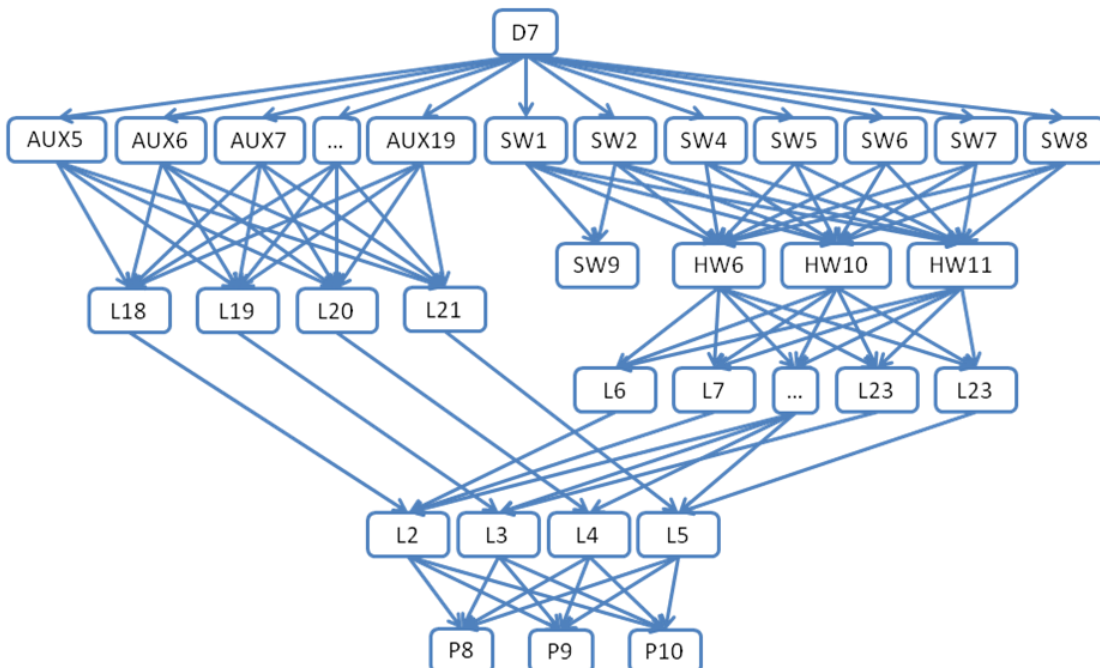 D7
AUX5 AUX6 AUX7 ... AUX19 SW1 SW2 SW4 SW5 SW6 SW7 SW8
SW9 HW6 HW10 HW11
L18 L19 L20 L21
L6 L7 ... L23 L23
L2 L3 L4 L5
P8 P9 P10